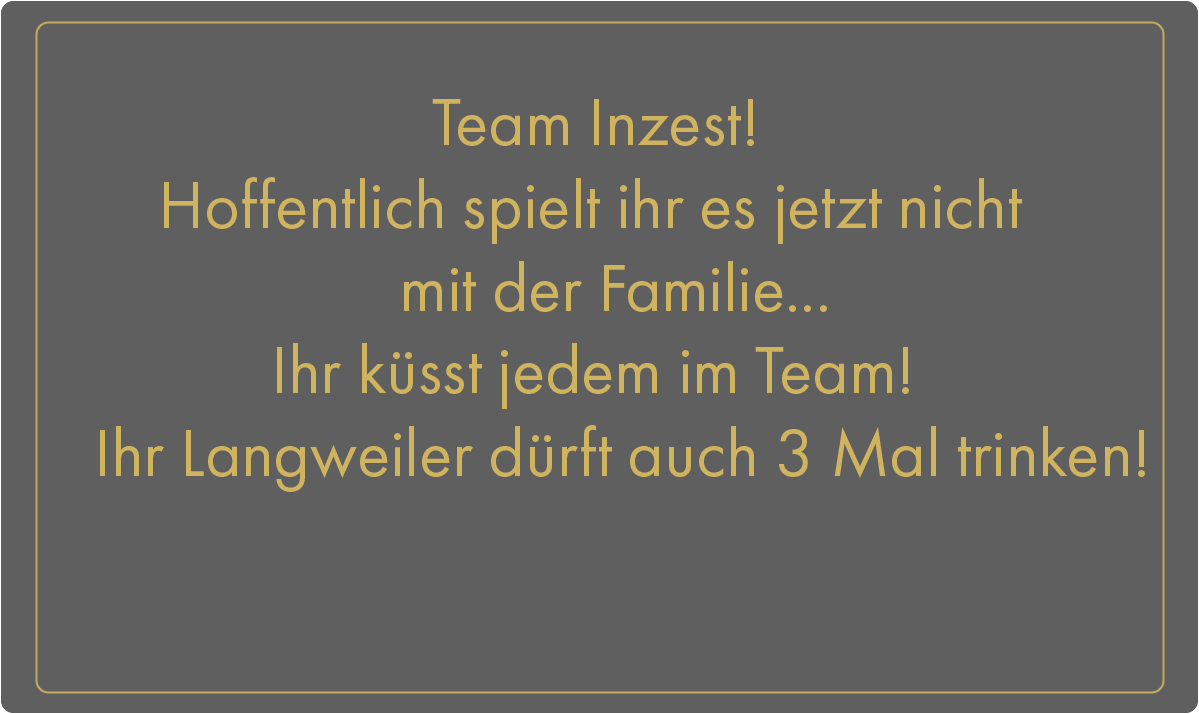 Team Inzest!
Hoffentlich spielt ihr es jetzt nicht
mit der Familie...
Ihr küsst jedem im Team!
Ihr Langweiler dürft auch 3 Mal trinken!